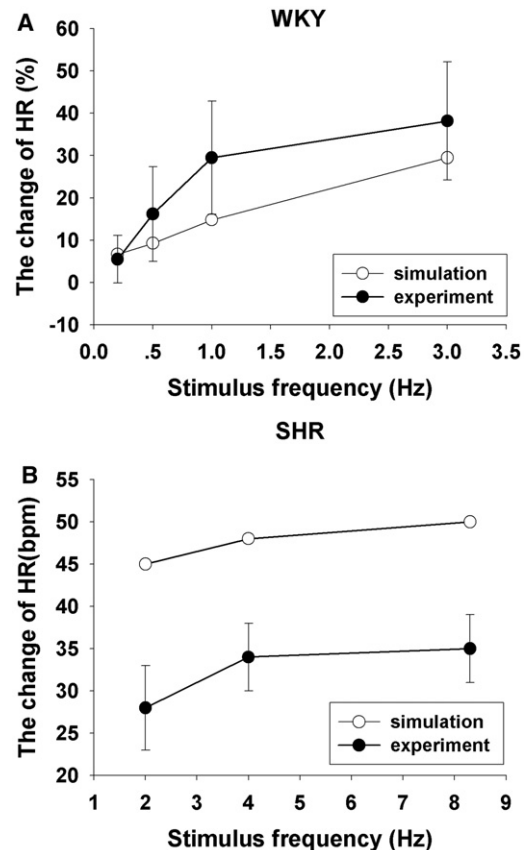 A
WKY
The change of HR (%)
60
50
40
30
20
10
0
-10
simulation
experiment
0.0 .5 1.0 1.5 2.0 2.5 3.0 3.5
Stimulus frequency (Hz)
SHR
B
The change of HR(bpm)
55
50
45
40
35
30
25
20
simulation
experiment
1 2 3 4 5 6 7 8 9
Stimulus frequency (Hz)